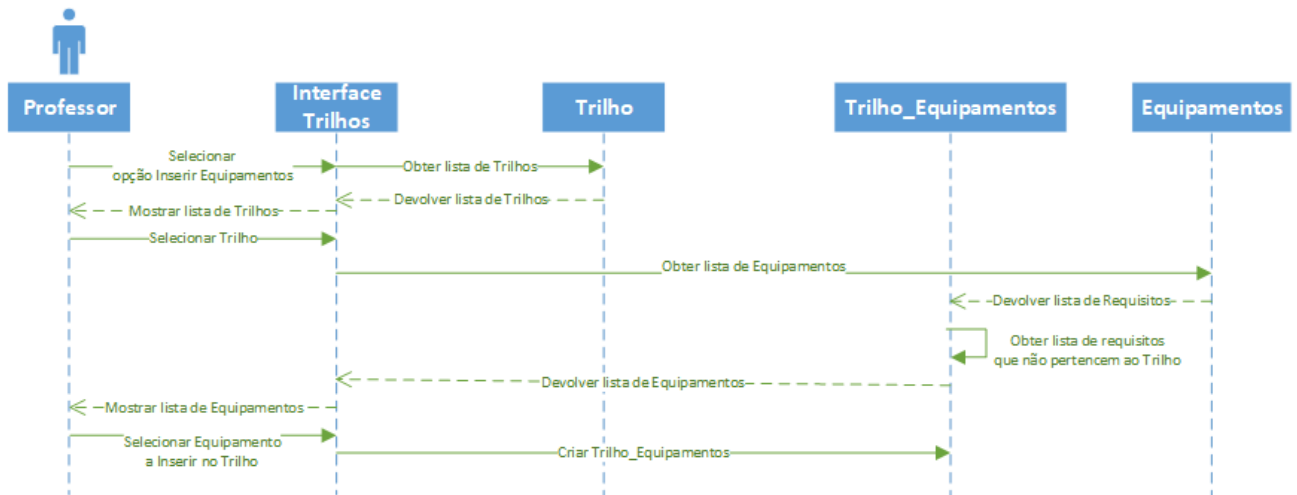 Professor
Interface
Trilhos
Trilho
Trilho_Equipamentos
Equipamentos
Selecionar
opção Inserir Equipamentos
Obter lista de Trilhos
Devolver lista de Trilhos
Mostrar lista de Trilhos
Selecionar Trilho
Obter lista de Equipamentos
Devolver lista de Requisitos
Obter lista de requisitos
que não pertencem ao Trilho
Devolver lista de Equipamentos
Mostrar lista de Equipamentos
Selecionar Equipamento
a Inserir no Trilho
Criar Trilho_Equipamentos